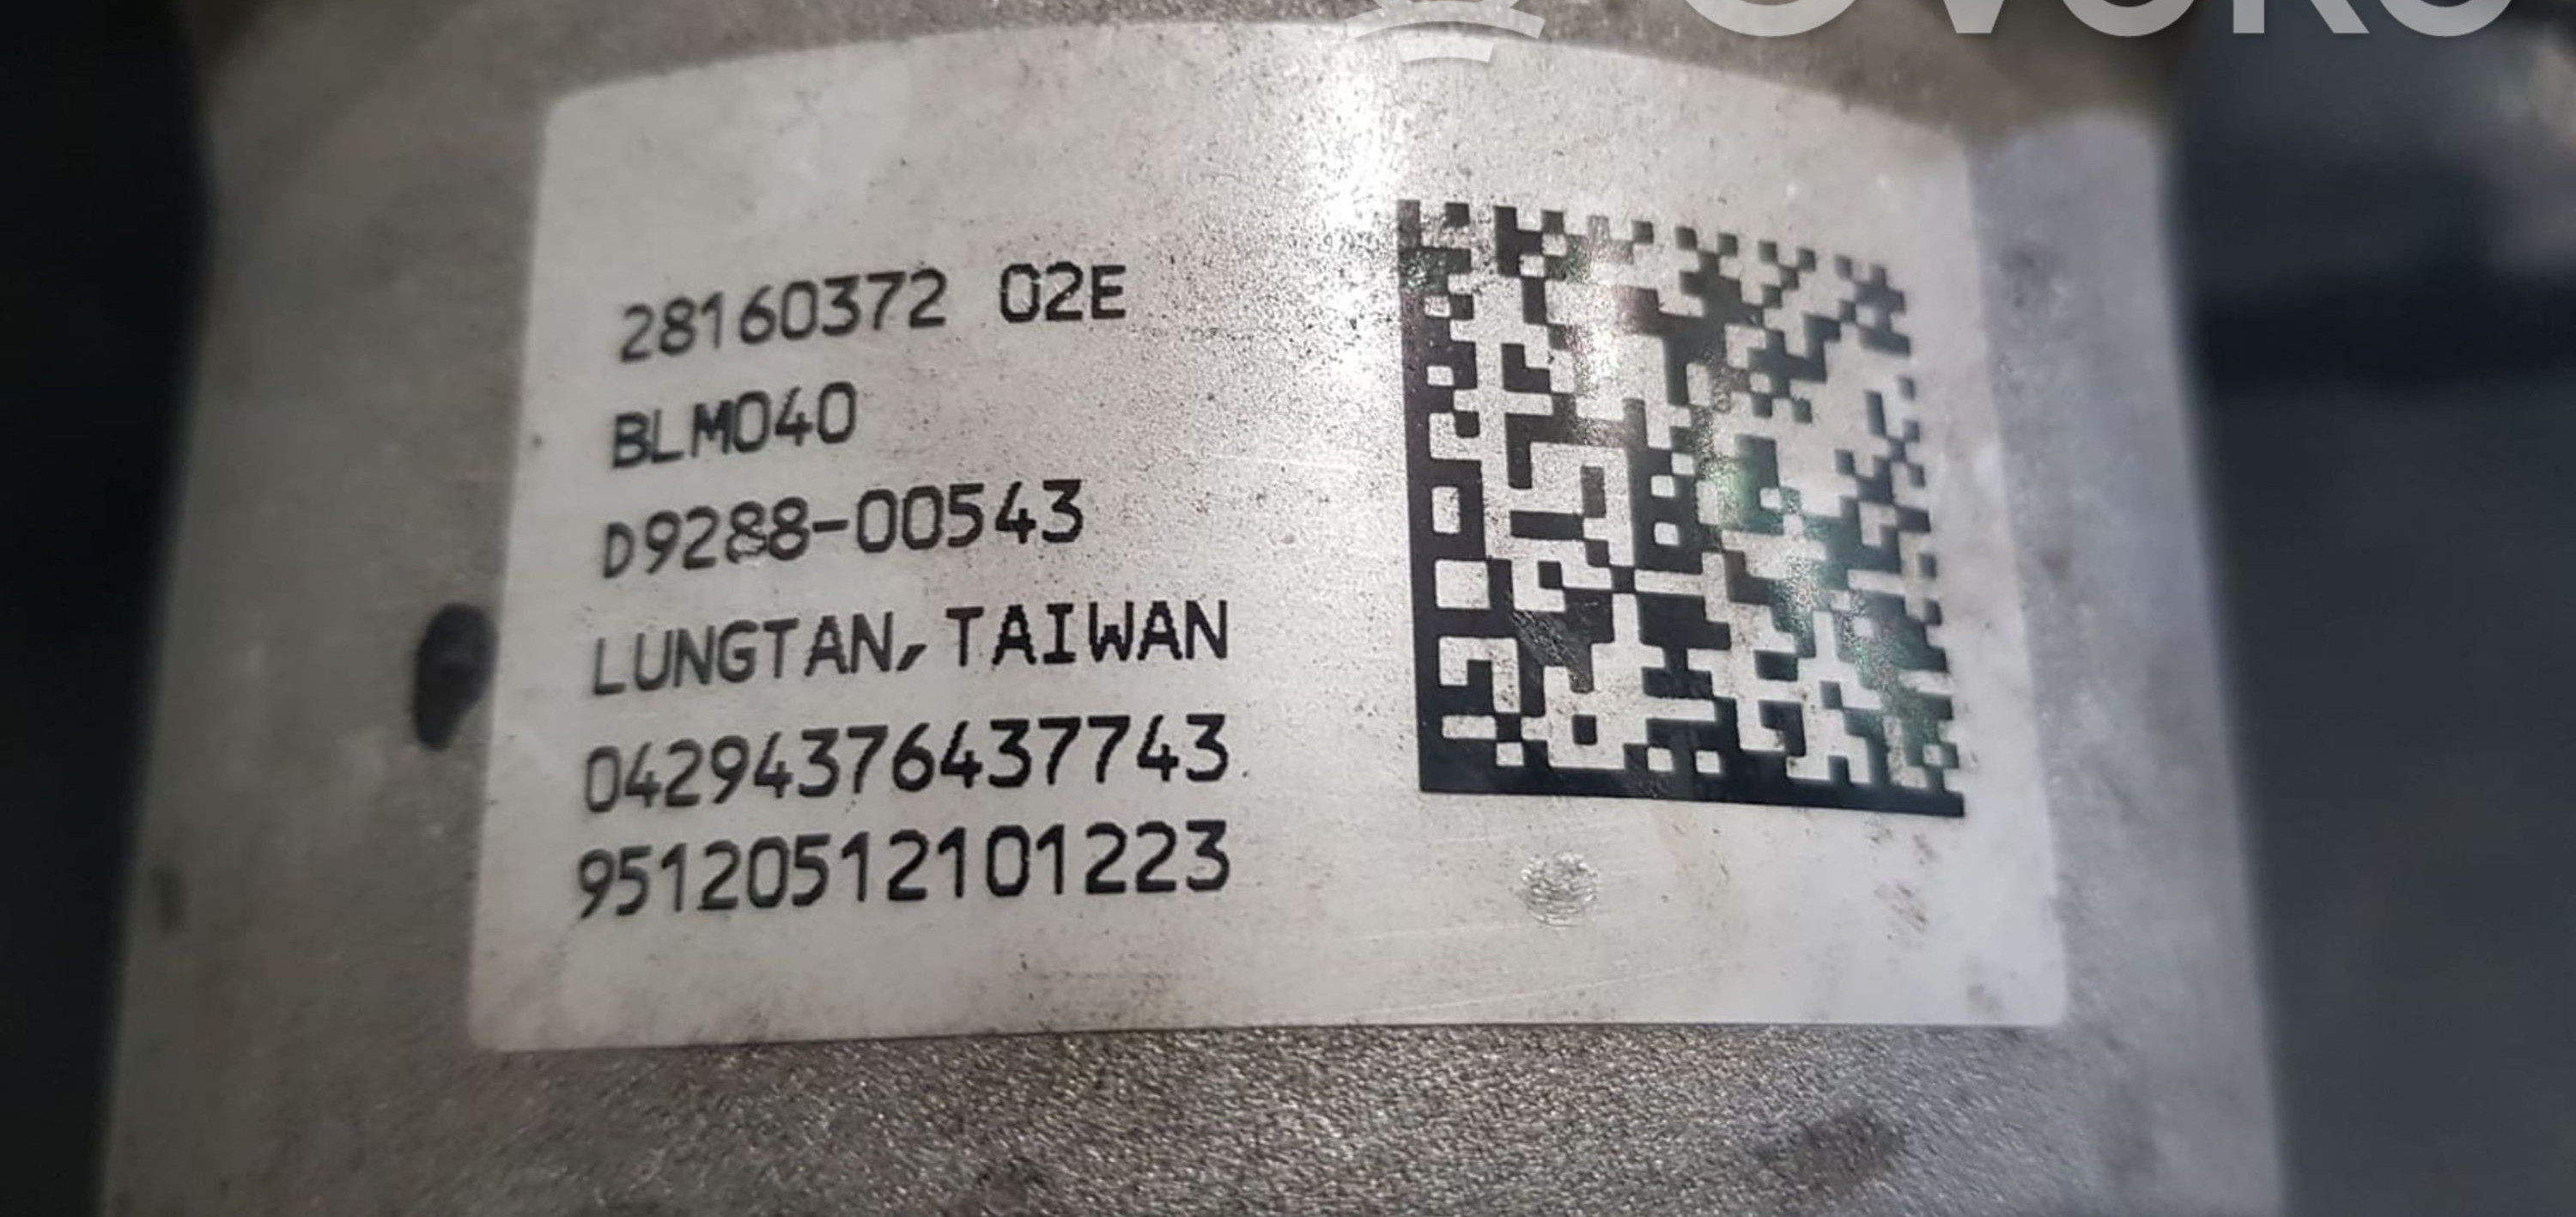 28160372 02E
BLM040
D9288-00543
LUNGTAN, TAIWAN
04294376437743
95120512101223